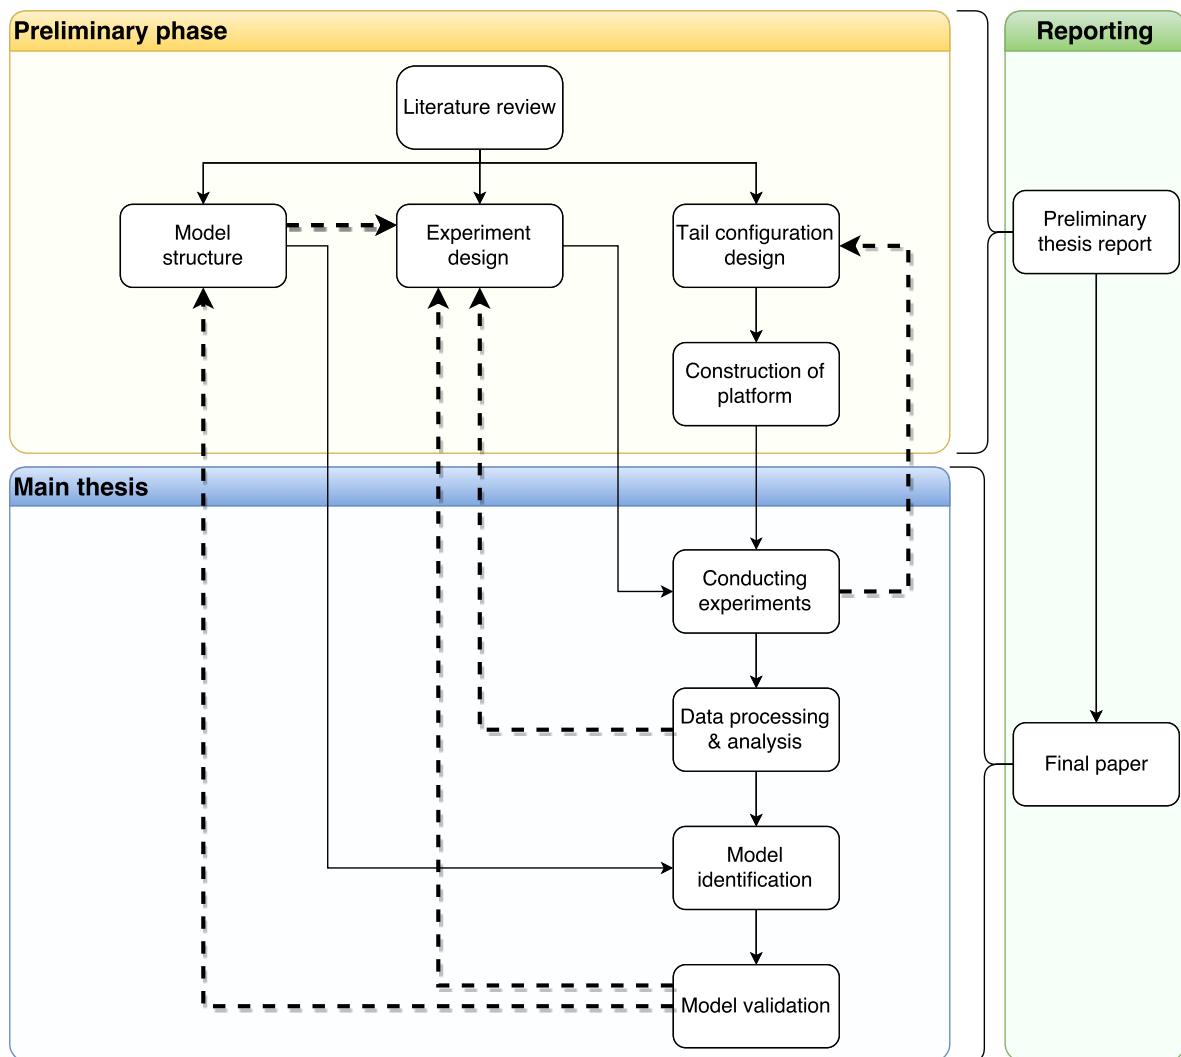 Preliminary phase
Reporting
Literature review
Model
structure
Experiment
design
Tail configuration
design
Preliminary
thesis report
Construction of
platform
Main thesis
Conducting
experiments
Data processing
& analysis
Final paper
Model
identification
Model validation